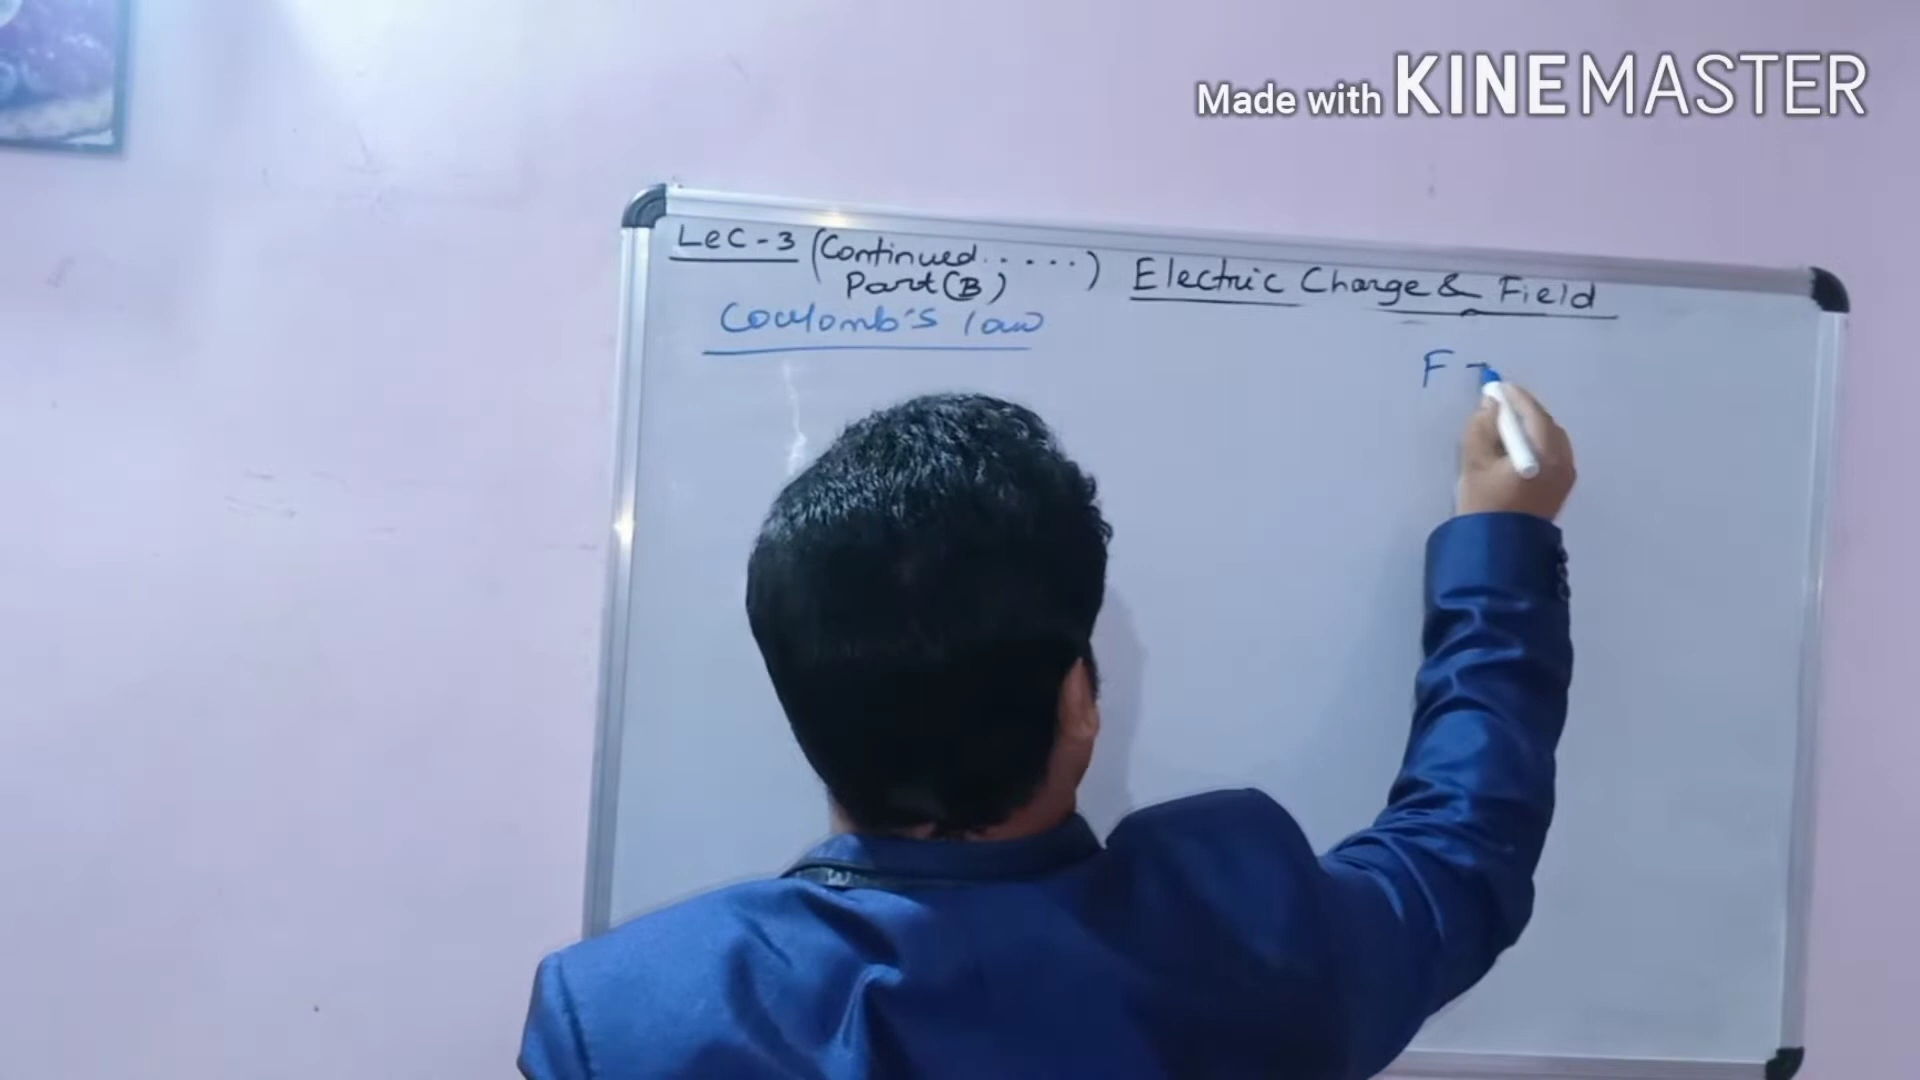 Made with KINEMASTER
LeC-3 (Continued.....) Electric Charge & Field
Part (B)
Coulomb's law
F =